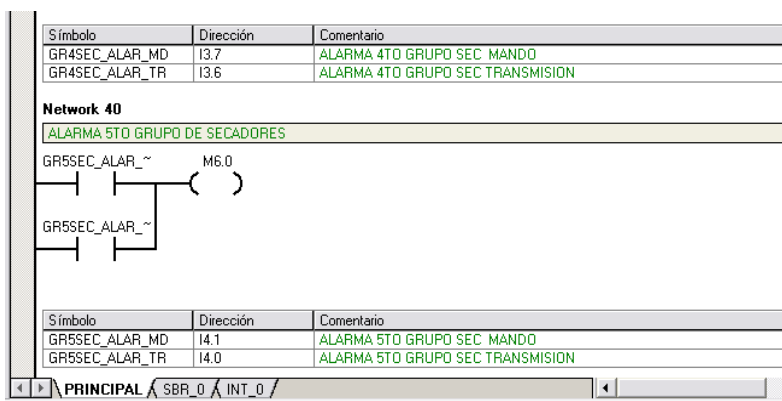 Símbolo Dirección Comentario
GR4SEC_ALAR_MD I3.7 ALARMA 4TO GRUPO SEC MANDO
GR4SEC_ALAR_TR I3.6 ALARMA 4TO GRUPO SEC TRANSMISION
Network 40
ALARMA 5TO GRUPO DE SECADORES
GR5SEC_ALAR_~ M6.0
GR5SEC_ALAR_~
Símbolo Dirección Comentario
GR5SEC_ALAR_MD I4.1 ALARMA 5TO GRUPO SEC MANDO
GR5SEC_ALAR_TR I4.0 ALARMA 5TO GRUPO SEC TRANSMISION
PRINCIPAL SBR_0 INT_0